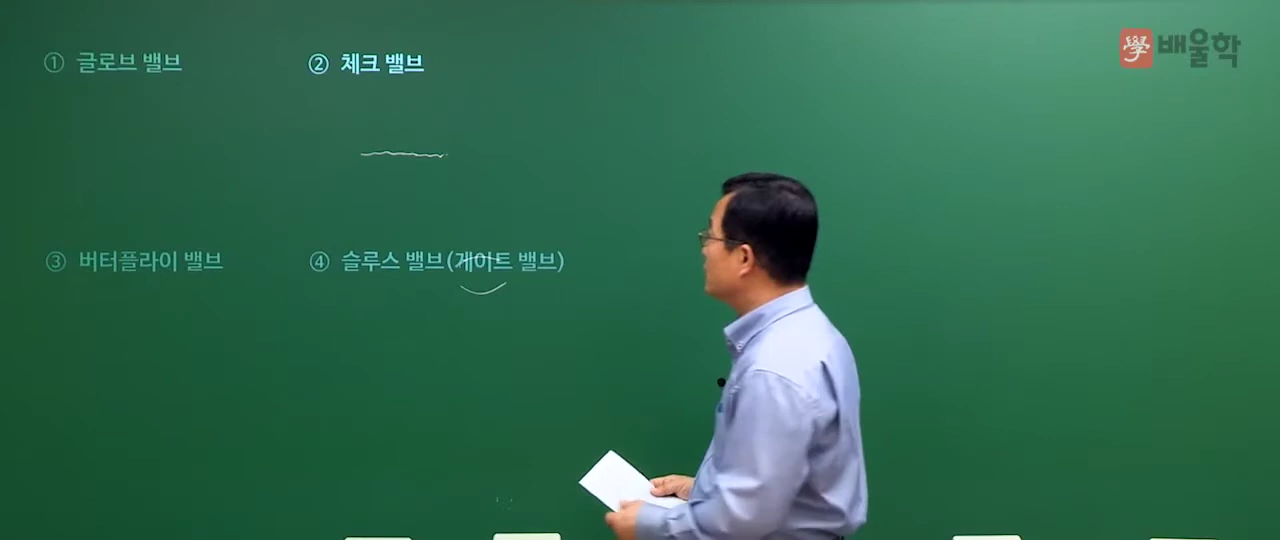 ① 글로브 밸브
② 체크 밸브
學 배울학
③ 버터플라이 밸브
④ 슬루스 밸브(게이트 밸브)